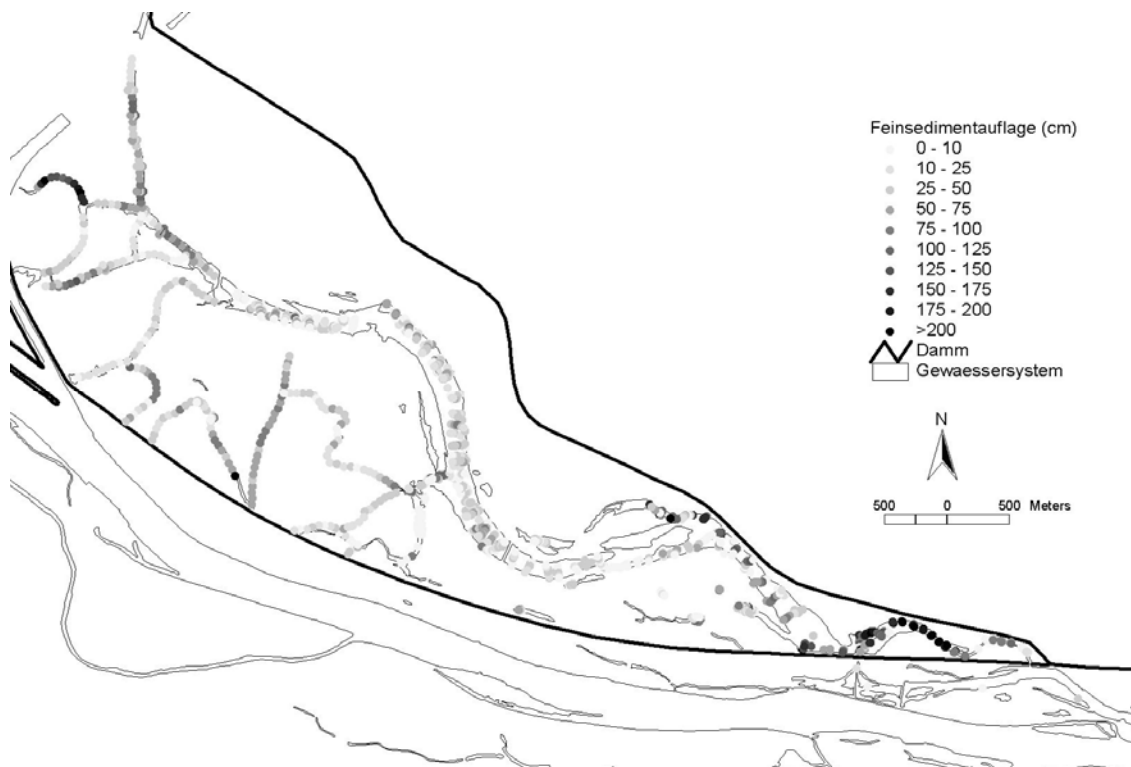 Feinsedimentauflage (cm)
0 - 10
10 - 25
25 - 50
50 - 75
75 - 100
100 - 125
125 - 150
150 - 175
175 - 200
>200
Damm
Gewaessersystem
N
500 0 500 Meters